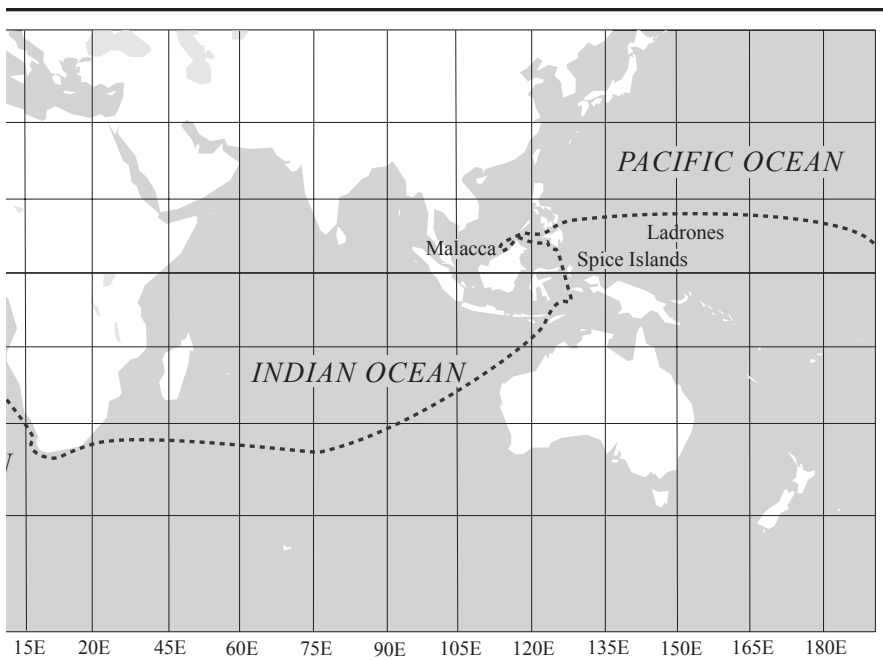 PACIFIC OCEAN
Ladrones
Malacca
Spice Islands
INDIAN OCEAN
15E 20E 45E 60E 75E 90E 105E 120E 135E 150E 165E 180E